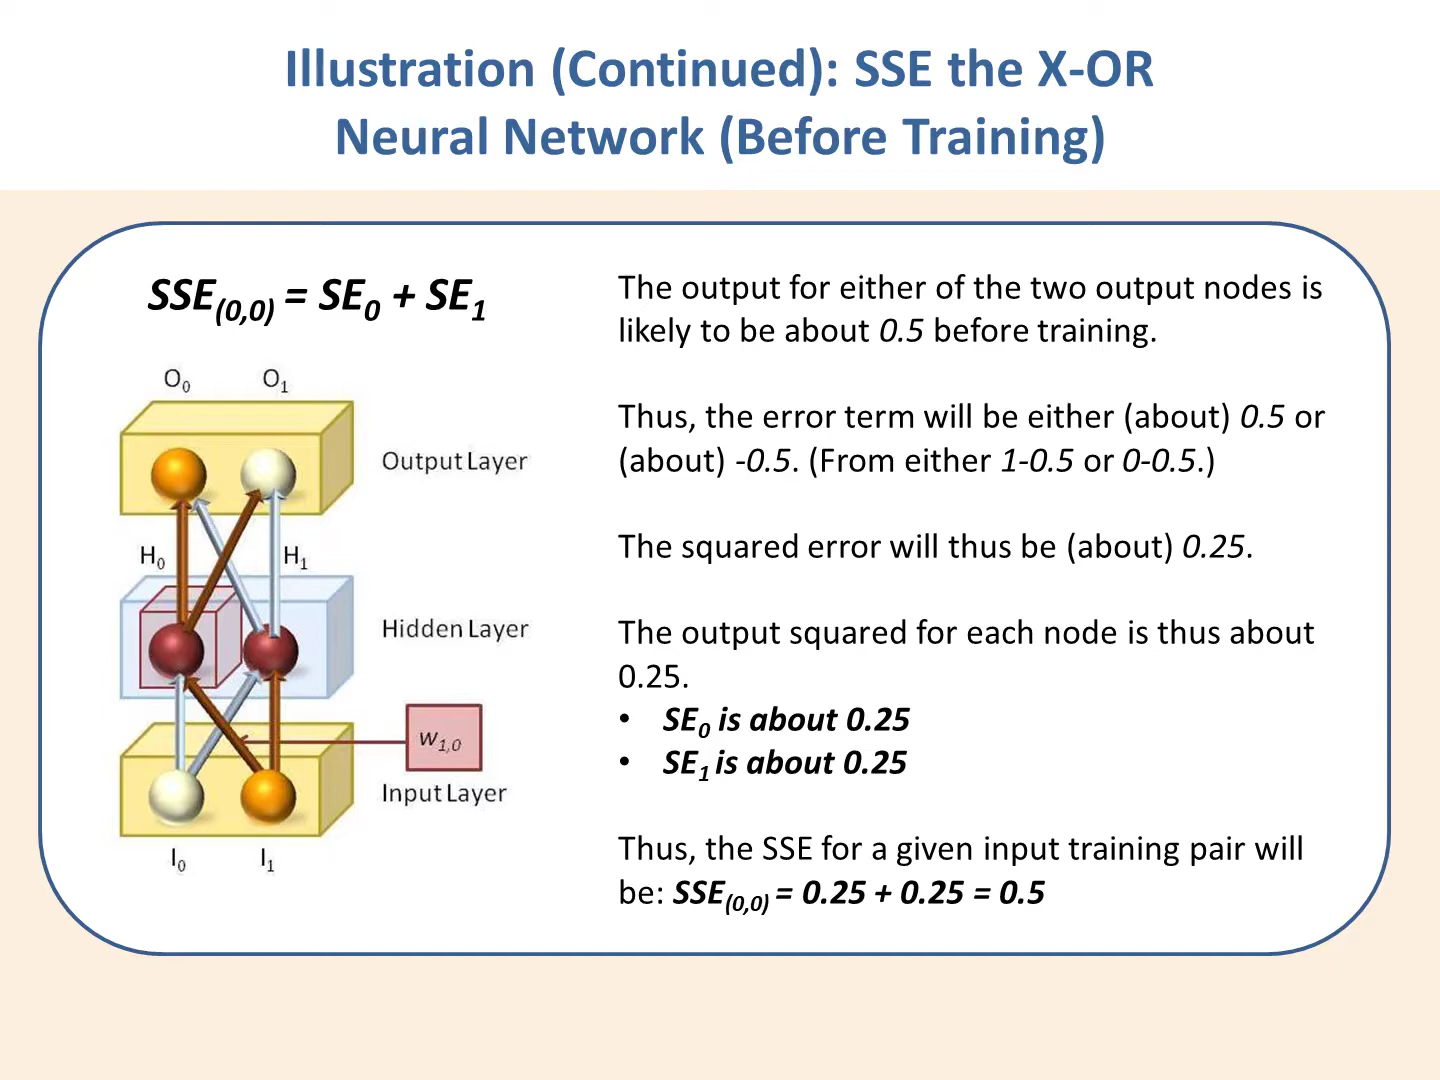 Illustration (Continued): SSE the X-OR
Neural Network (Before Training)
SSE(0,0) = SE0 + SE1
O0 O1
Output Layer
H0 H1
Hidden Layer
w1,0
Input Layer
I0 I1
The output for either of the two output nodes is
likely to be about 0.5 before training.
Thus, the error term will be either (about) 0.5 or
(about) -0.5. (From either 1-0.5 or 0-0.5.)
The squared error will thus be (about) 0.25.
The output squared for each node is thus about
0.25.
• SE0 is about 0.25
• SE1 is about 0.25
Thus, the SSE for a given input training pair will
be: SSE(0,0) = 0.25 + 0.25 = 0.5